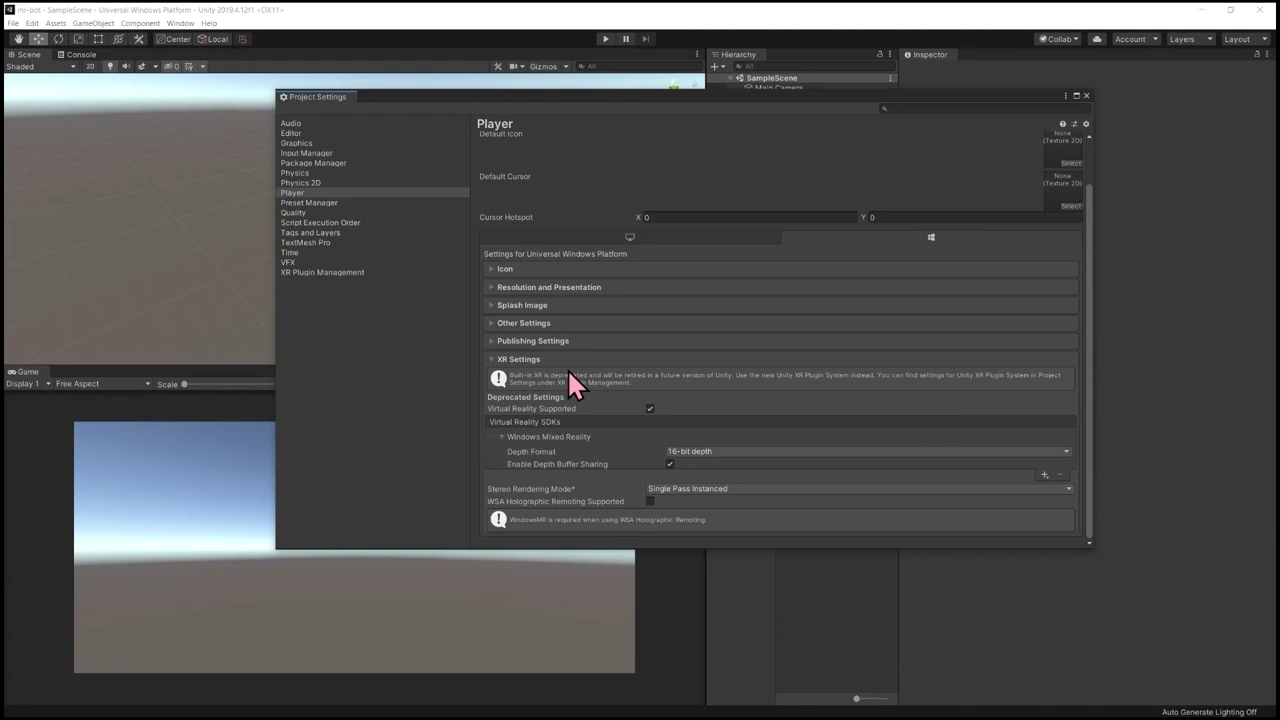 mr-bot - SampleScene - Universal Windows Platform - Unity 2019.4.12f1 <DX11>
File Edit Assets GameObject Component Window Help
Center Local Collab Account Layers Layout
Scene Console Hierarchy Inspector
Shaded 2D 0 Gizmos All All
SampleScene
Main Camera
Project Settings
Audio
Editor
Graphics
Input Manager
Package Manager
Physics
Physics 2D
Player
Preset Manager
Quality
Script Execution Order
Tags and Layers
TextMesh Pro
Time
VFX
XR Plugin Management
Player
Default Icon
None
(Texture 2D)
Select
Default Cursor
None
(Texture 2D)
Select
Cursor Hotspot X 0 Y 0
Settings for Universal Windows Platform
Icon
Resolution and Presentation
Splash Image
Other Settings
Publishing Settings
XR Settings
Built-in XR is deprecated and will be retired in a future version of Unity. Use the new Unity XR Plugin System instead. You can find settings for Unity XR Plugin System in Project
Settings under XR Management.
Deprecated Settings
Virtual Reality Supported
Virtual Reality SDKs
Windows Mixed Reality
Depth Format 16-bit depth
Enable Depth Buffer Sharing
Stereo Rendering Mode* Single Pass Instanced
WSA Holographic Remoting Supported
WindowsMR is required when using WSA Holographic Remoting.
Game
Display 1 Free Aspect Scale
Auto Generate Lighting Off